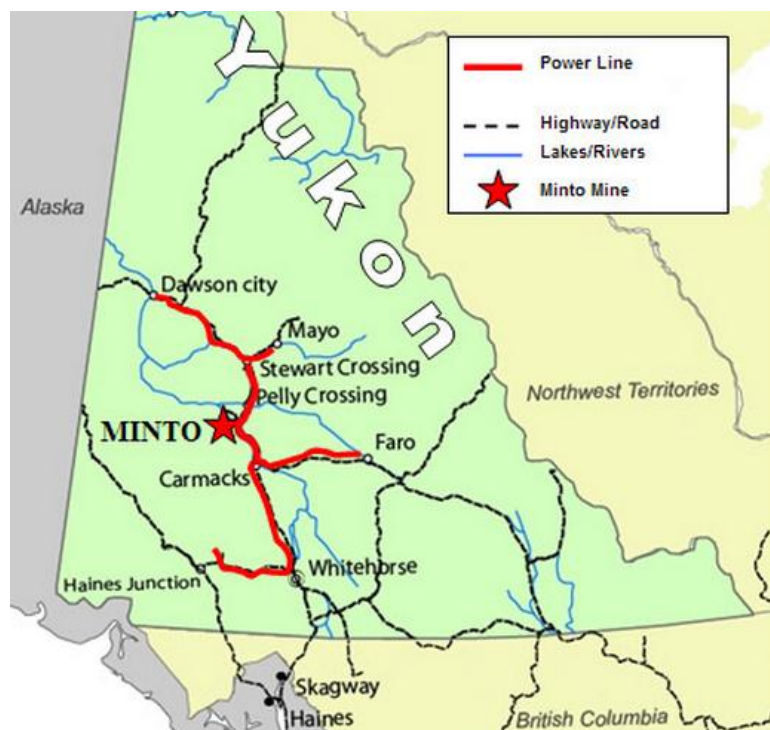 Yukon
Power Line
Highway/Road
Lakes/Rivers
Minto Mine
Alaska
Dawson city
Mayo
Stewart Crossing
Pelly Crossing
Northwest Territories
MINTO
Faro
Carmacks
Whitehorse
Haines Junction
Skagway
Haines
British Columbia